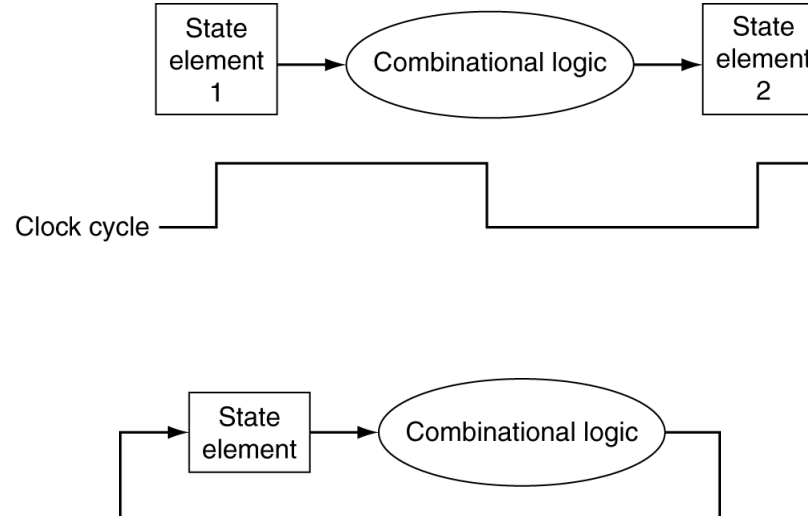 State
element
1
Combinational logic
State
element
2
Clock cycle
State
element
Combinational logic